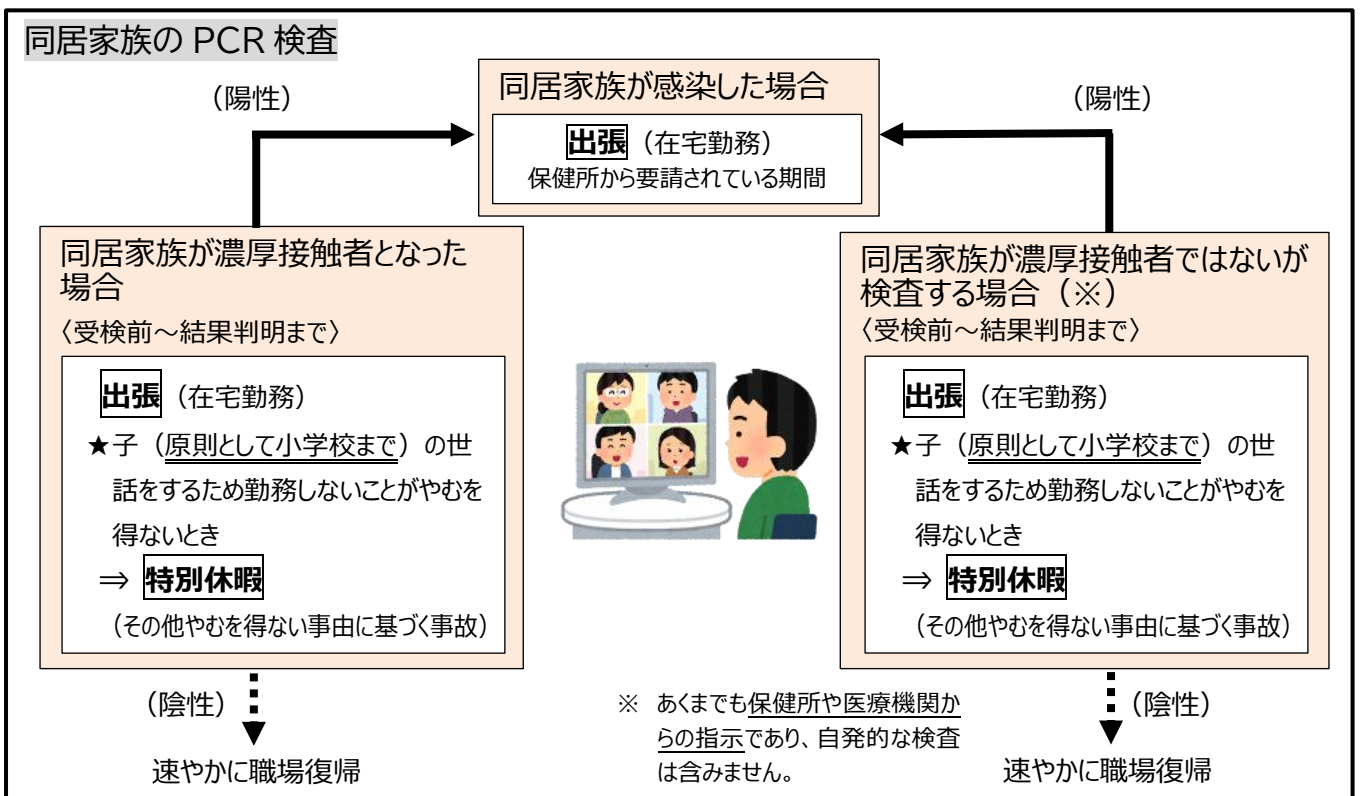 同居家族の PCR 検査
（陽性）
同居家族が感染した場合
出張（在宅勤務）
保健所から要請されている期間
（陽性）
同居家族が濃厚接触者となった
場合
〈受検前～結果判明まで〉
出張（在宅勤務）
★子（原則として小学校まで）の世
話をするため勤務しないことがやむを
得ないとき
⇒ 特別休暇
（その他やむを得ない事由に基づく事故）
（陰性）
速やかに職場復帰
同居家族が濃厚接触者ではないが
検査する場合（※）
〈受検前～結果判明まで〉
出張（在宅勤務）
★子（原則として小学校まで）の世
話をするため勤務しないことがやむを
得ないとき
⇒ 特別休暇
（その他やむを得ない事由に基づく事故）
（陰性）
速やかに職場復帰
※ あくまでも保健所や医療機関か
らの指示であり、自発的な検査
は含みません。